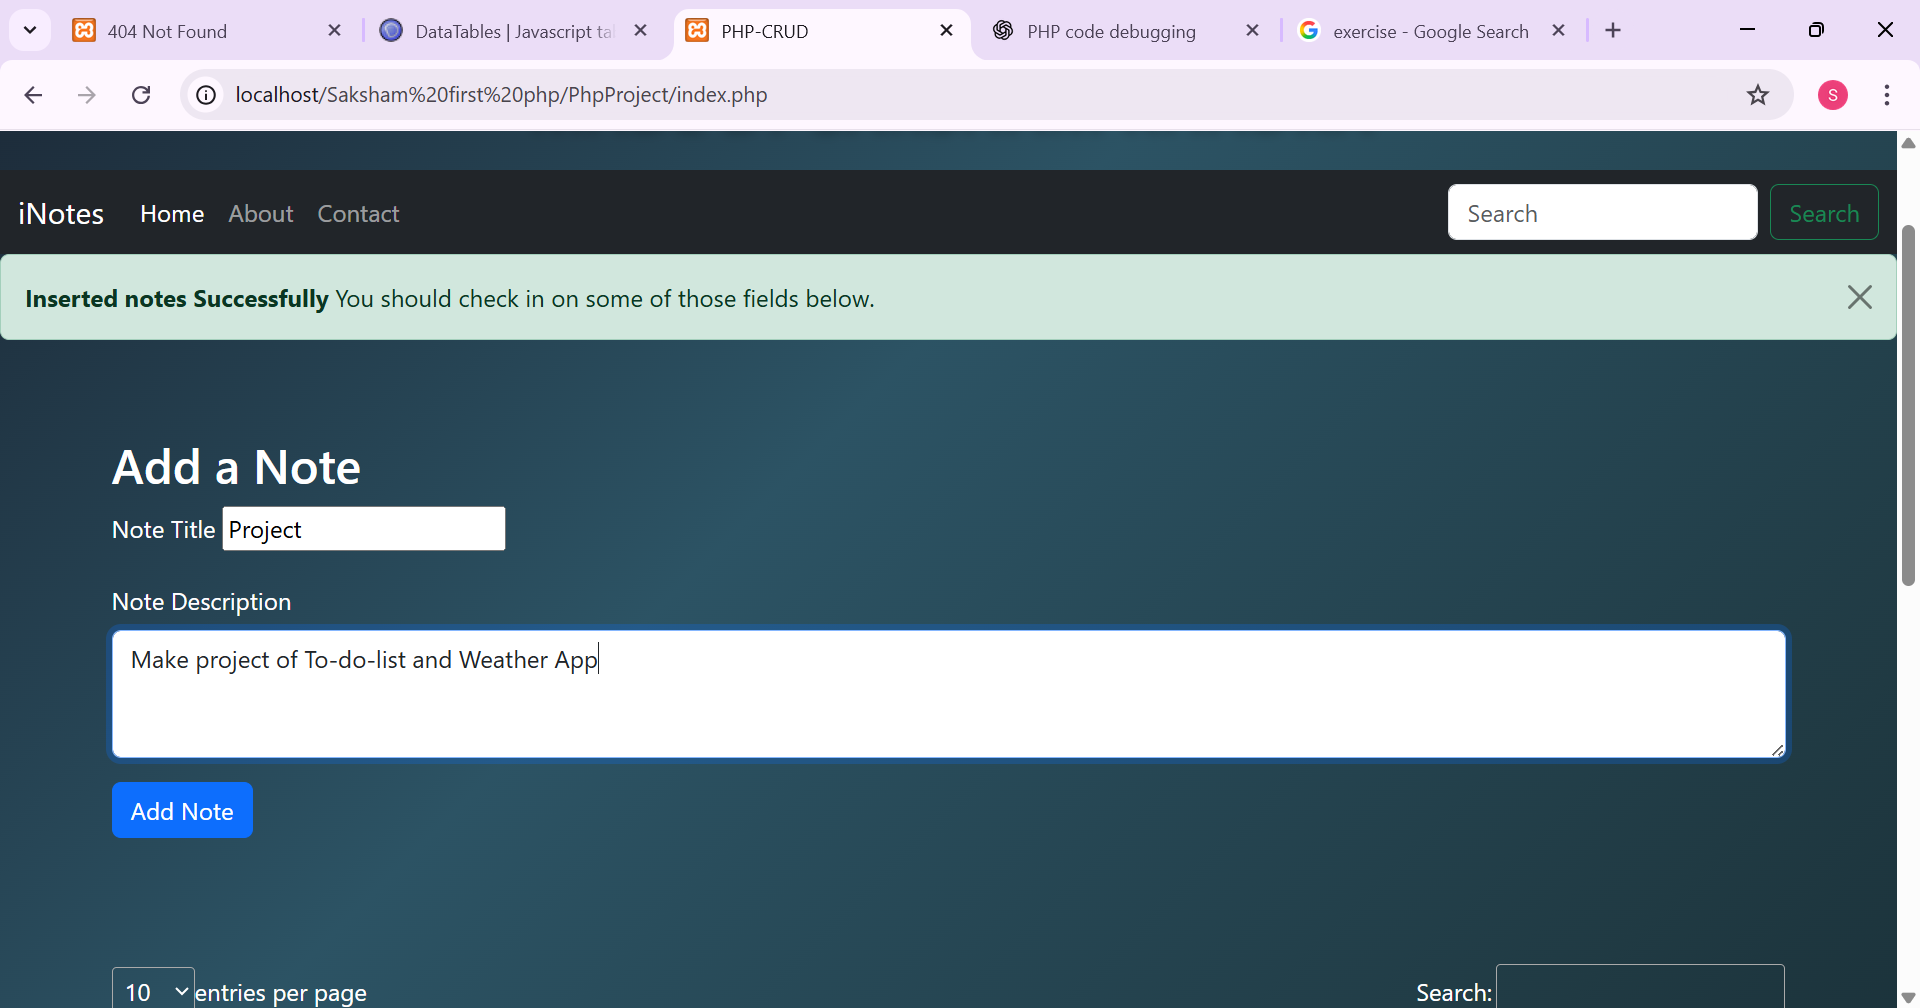 404 Not Found
DataTables | Javascript ta
PHP-CRUD
PHP code debugging
exercise - Google Search
localhost/Saksham%20first%20php/PhpProject/index.php
S
iNotes Home About Contact
Search Search
Inserted notes Successfully You should check in on some of those fields below.
Add a Note
Note Title Project
Note Description
Make project of To-do-list and Weather App
Add Note
10 entries per page
Search: